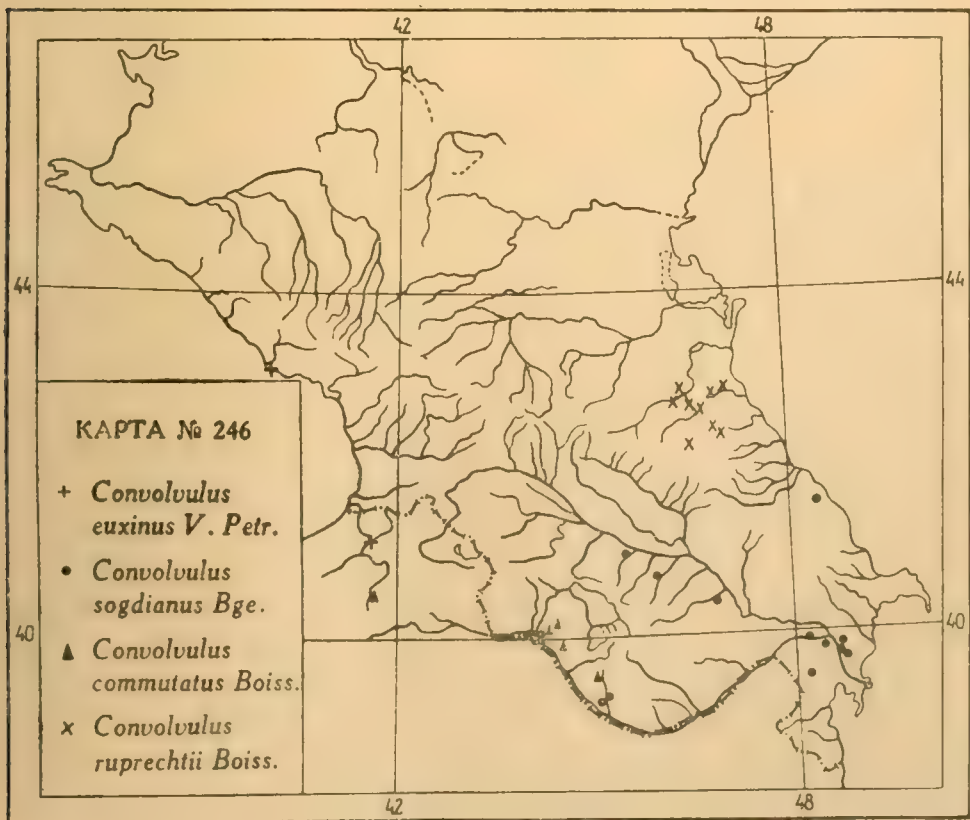 42 48
44 44
КАРТА № 246
+ Convolvulus
euxinus V. Petr.
• Convolvulus
sogdianus Bge.
▲ Convolvulus
commutatus Boiss.
× Convolvulus
ruprechtii Boiss.
40 40
42 48